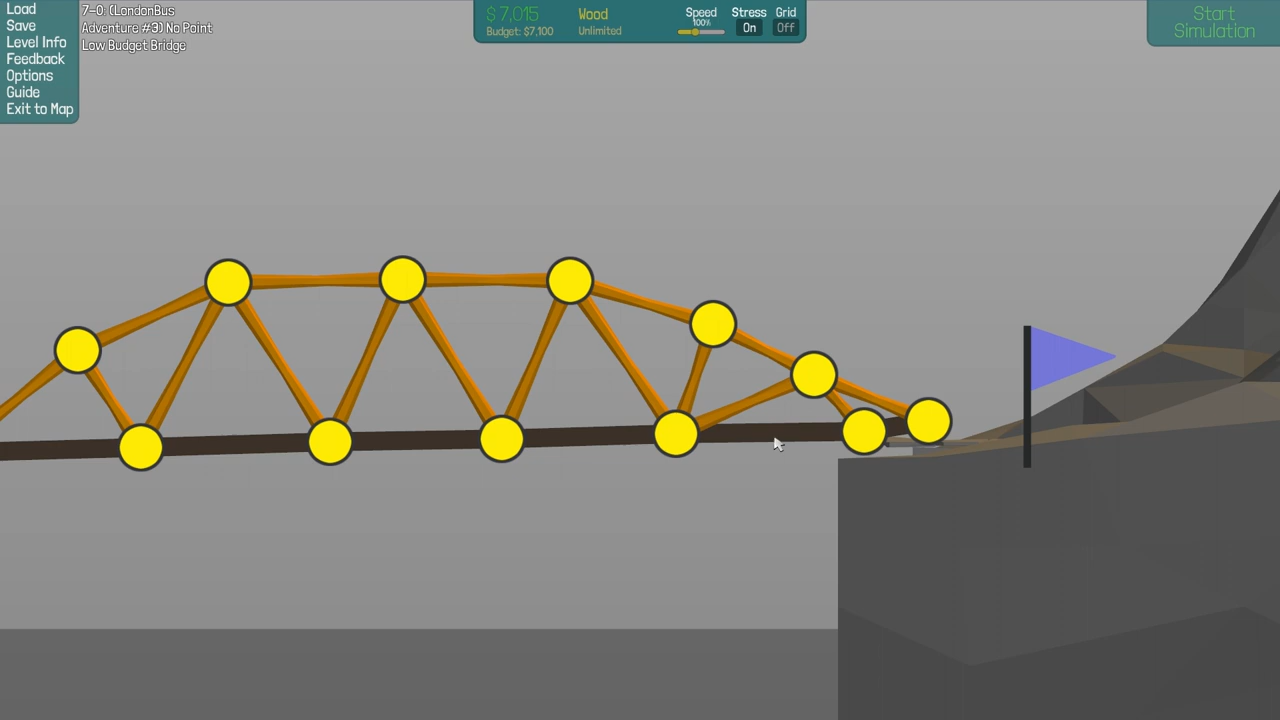 Load
Save
Level Info
Feedback
Options
Guide
Exit to Map
7-0: (LondonBus
Adventure #3) No Point
Low Budget Bridge
$ 7,015
Budget: $7,100
Wood
Unlimited
Speed
100%
Stress
On
Grid
Off
Start
Simulation